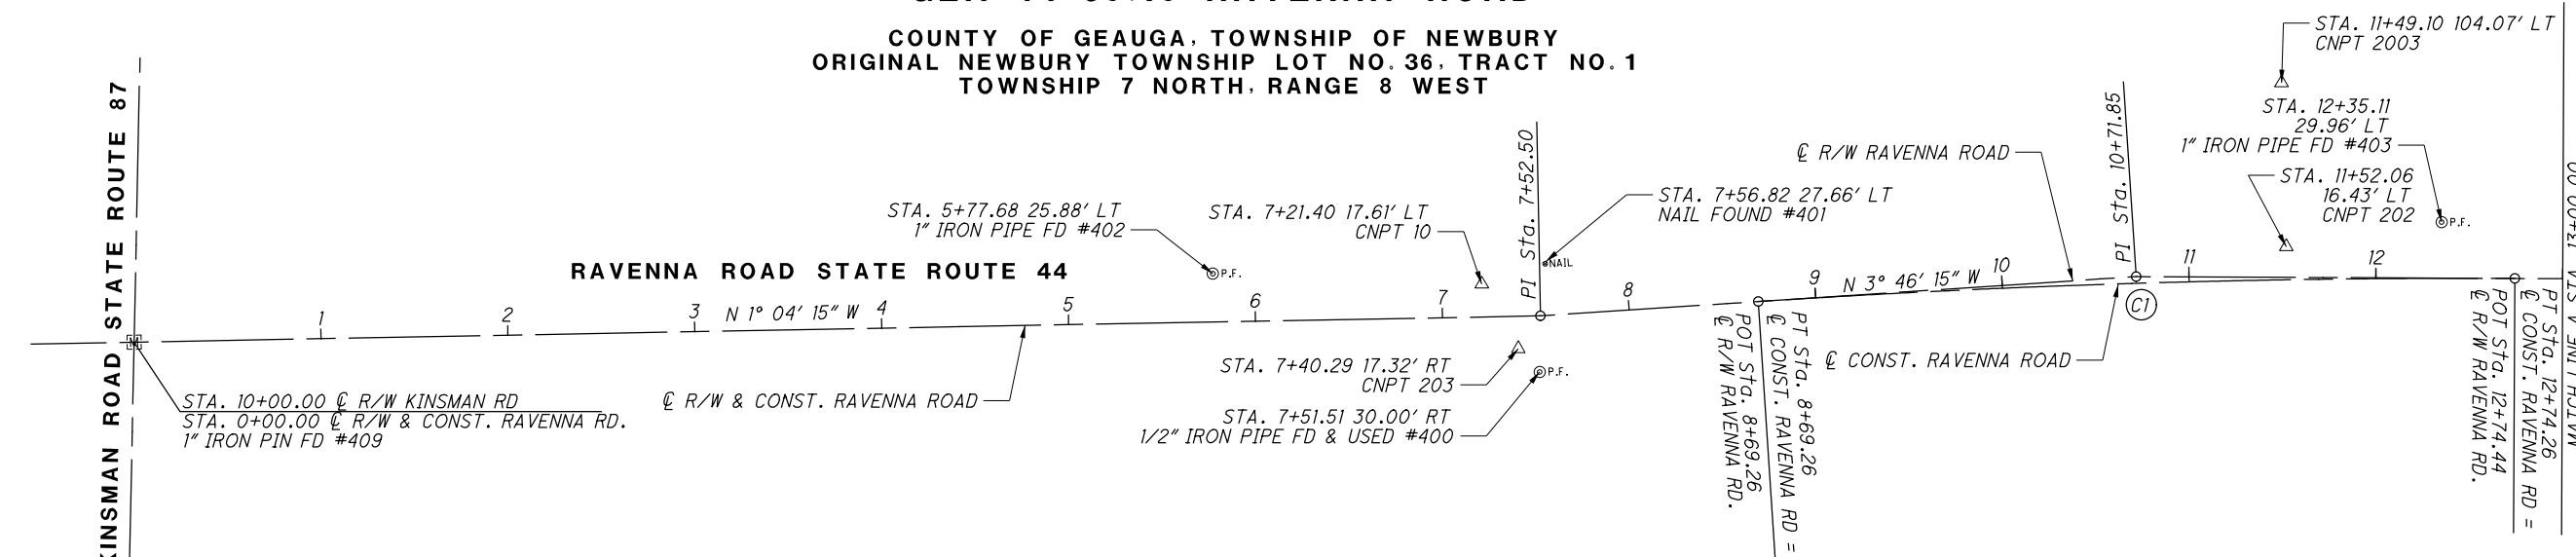 COUNTY OF GEAUGA, TOWNSHIP OF NEWBURY
ORIGINAL NEWBURY TOWNSHIP LOT NO. 36, TRACT NO. 1
TOWNSHIP 7 NORTH, RANGE 8 WEST
KINSMAN ROAD STATE ROUTE 87
STA. 10+00.00 ℄ R/W KINSMAN RD
STA. 0+00.00 ℄ R/W & CONST. RAVENNA RD.
1" IRON PIN FD #409
RAVENNA ROAD STATE ROUTE 44
1
2
3
N 1° 04' 15" W
4
5
6
7
8
9
N 3° 46' 15" W
10
11
12
℄ R/W & CONST. RAVENNA ROAD
STA. 5+77.68 25.88' LT
1" IRON PIPE FD #402
P.F.
STA. 7+21.40 17.61' LT
CNPT 10
PI Sta. 7+52.50
STA. 7+56.82 27.66' LT
NAIL FOUND #401
NAIL
STA. 7+40.29 17.32' RT
CNPT 203
P.F.
STA. 7+51.51 30.00' RT
1/2" IRON PIPE FD & USED #400
PT Sta. 8+69.26
℄ CONST. RAVENNA RD =
POT Sta. 8+69.26
℄ R/W RAVENNA RD.
℄ R/W RAVENNA ROAD
℄ CONST. RAVENNA ROAD
PI Sta. 10+71.85
C1
STA. 11+49.10 104.07' LT
CNPT 2003
STA. 12+35.11
29.96' LT
1" IRON PIPE FD #403
STA. 11+52.06
16.43' LT
CNPT 202
P.F.
PT Sta. 12+74.26
℄ CONST. RAVENNA RD =
POT Sta. 12+74.44
℄ R/W RAVENNA RD.